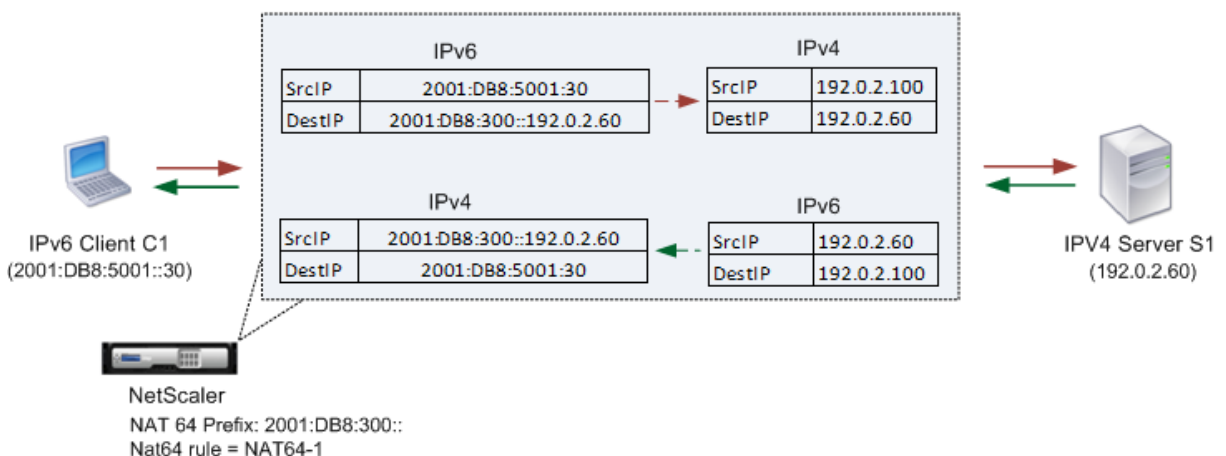 IPv6 IPv4
SrcIP 2001:DB8:5001:30 SrcIP 192.0.2.100
DestIP 2001:DB8:300::192.0.2.60 DestIP 192.0.2.60
IPv4 IPv6
SrcIP 2001:DB8:300::192.0.2.60 SrcIP 192.0.2.60
DestIP 2001:DB8:5001:30 DestIP 192.0.2.100
IPv6 Client C1
(2001:DB8:5001::30)
IPV4 Server S1
(192.0.2.60)
NetScaler
NAT 64 Prefix: 2001:DB8:300::
Nat64 rule = NAT64-1